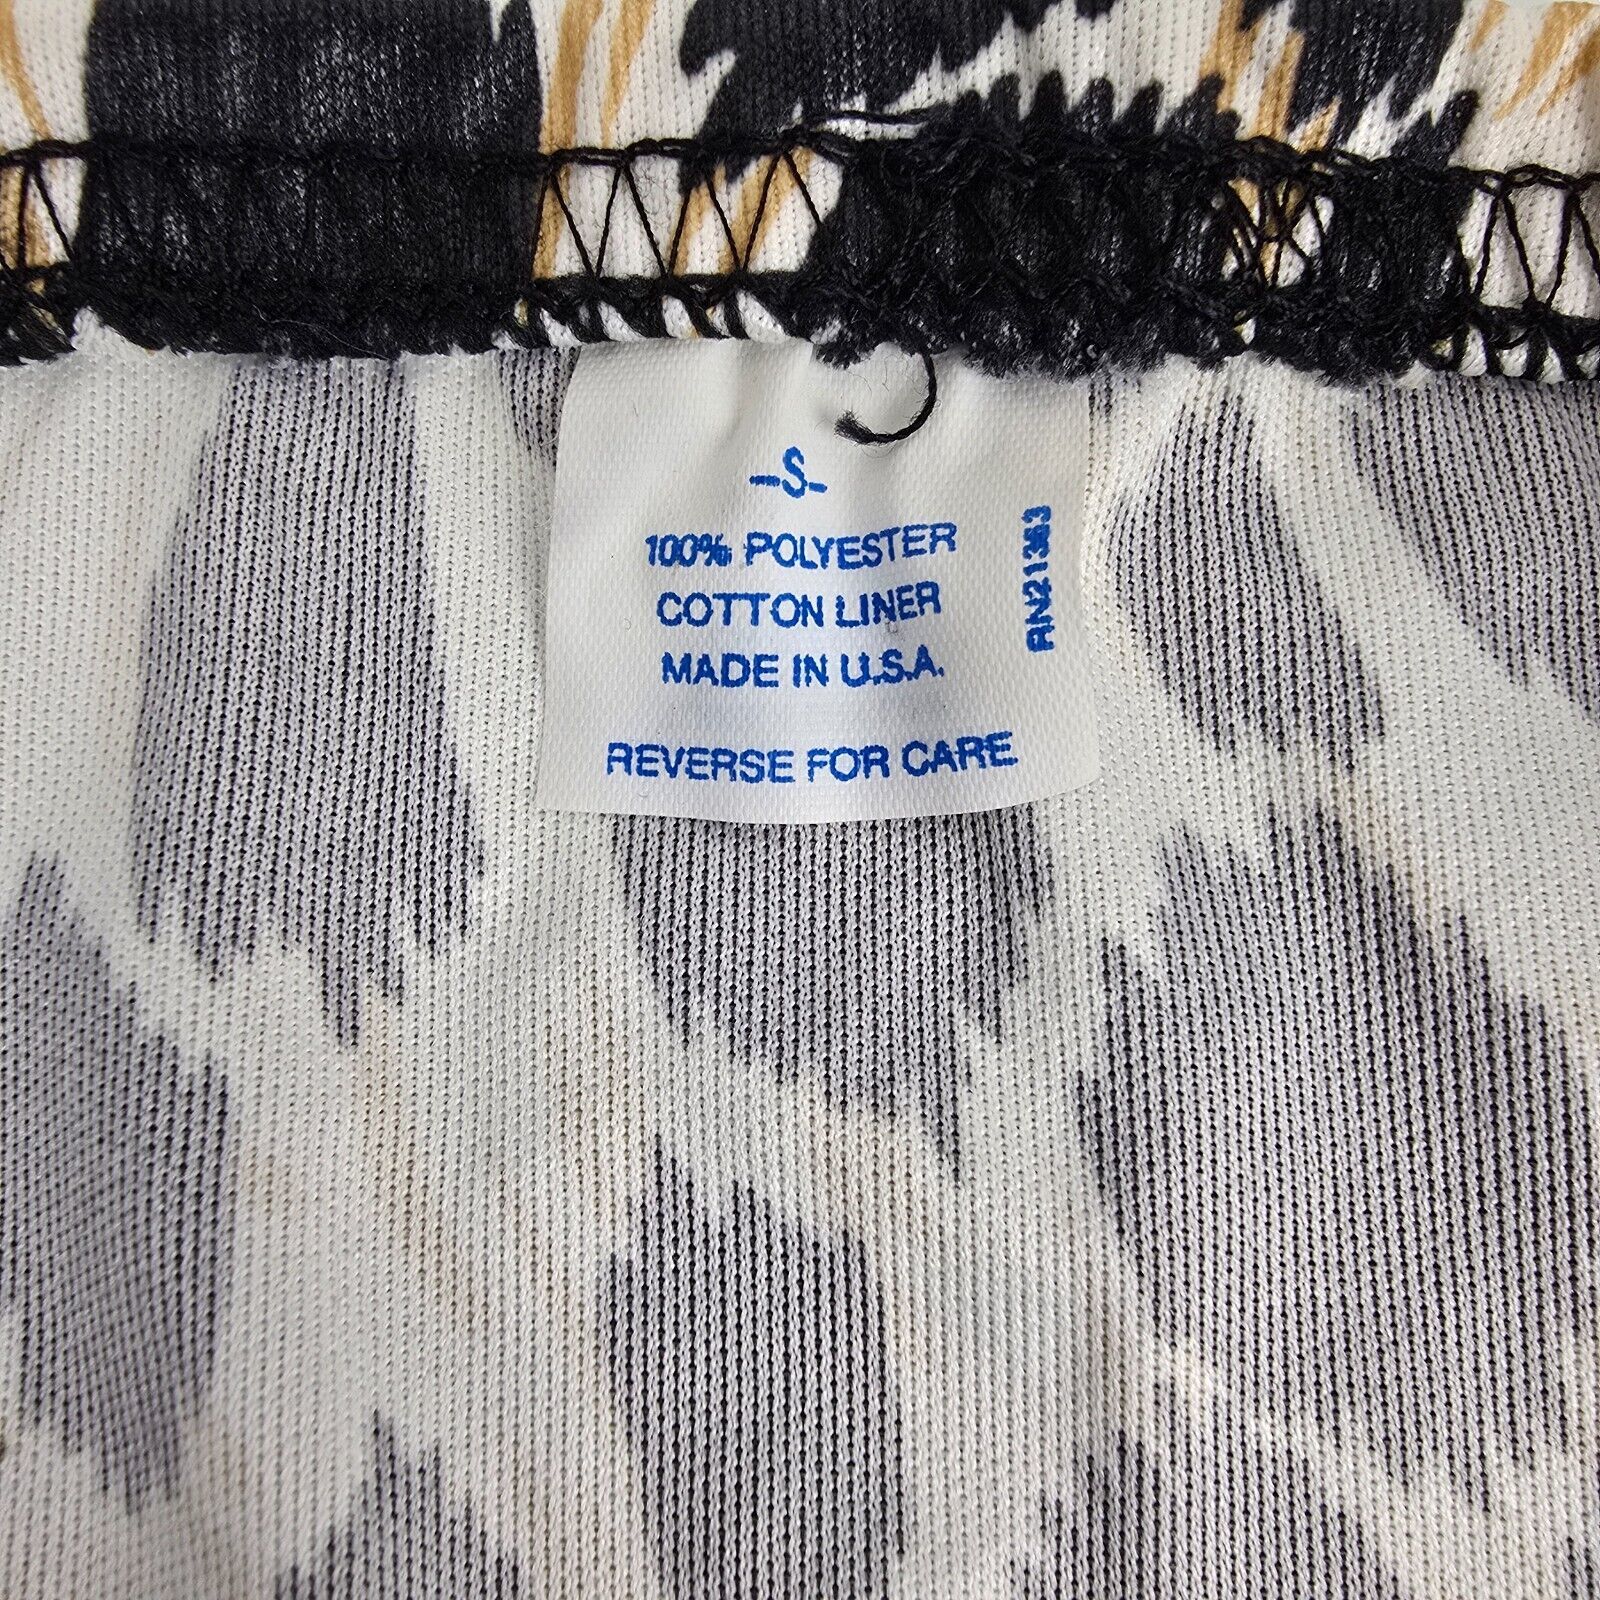 -S-
100% POLYESTER
COTTON LINER
MADE IN U.S.A.
REVERSE FOR CARE
RN21383